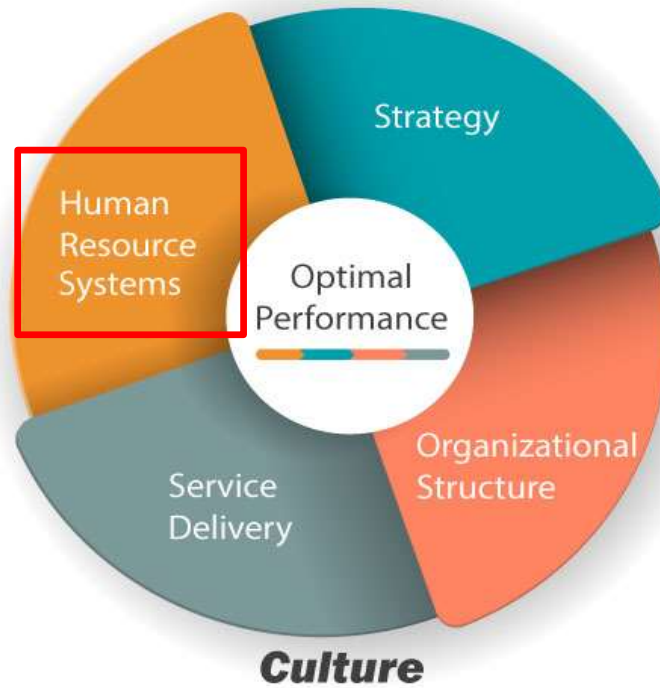 Strategy
Human
Resource
Systems
Optimal
Performance
Organizational
Structure
Service
Delivery
Culture